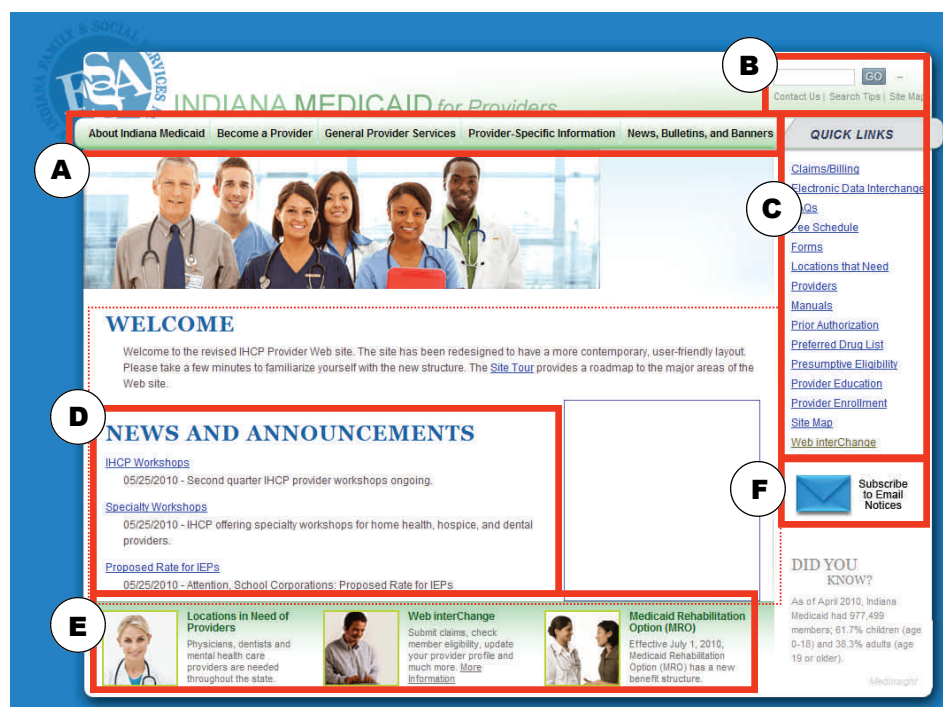 INDIANA FAMILY & SOCIAL SERVICES
FSSA
INDIANA MEDICAID for Providers
B
GO
Contact Us | Search Tips | Site Map
A
About Indiana Medicaid Become a Provider General Provider Services Provider-Specific Information News, Bulletins, and Banners
QUICK LINKS
C
Claims/Billing
Electronic Data Interchange
FAQs
Fee Schedule
Forms
Locations that Need
Providers
Manuals
Prior Authorization
Preferred Drug List
Presumptive Eligibility
Provider Education
Provider Enrollment
Site Map
Web interChange
WELCOME
Welcome to the revised IHCP Provider Web site. The site has been redesigned to have a more contemporary, user-friendly layout.
Please take a few minutes to familiarize yourself with the new structure. The Site Tour provides a roadmap to the major areas of the
Web site.
D
NEWS AND ANNOUNCEMENTS
IHCP Workshops
05/25/2010 - Second quarter IHCP provider workshops ongoing.
Specialty Workshops
05/25/2010 - IHCP offering specialty workshops for home health, hospice, and dental
providers.
Proposed Rate for IEPs
05/25/2010 - Attention, School Corporations: Proposed Rate for IEPs
F
Subscribe
to Email
Notices
DID YOU
KNOW?
As of April 2010, Indiana
Medicaid had 977,499
members; 61.7% children (age
0-18) and 38.3% adults (age
19 or older).
Medinsight
E
Locations in Need of
Providers
Physicians, dentists and
mental health care
providers are needed
throughout the state.
Web interChange
Submit claims, check
member eligibility, update
your provider profile and
much more. More
Information
Medicaid Rehabilitation
Option (MRO)
Effective July 1, 2010,
Medicaid Rehabilitation
Option (MRO) has a new
benefit structure.